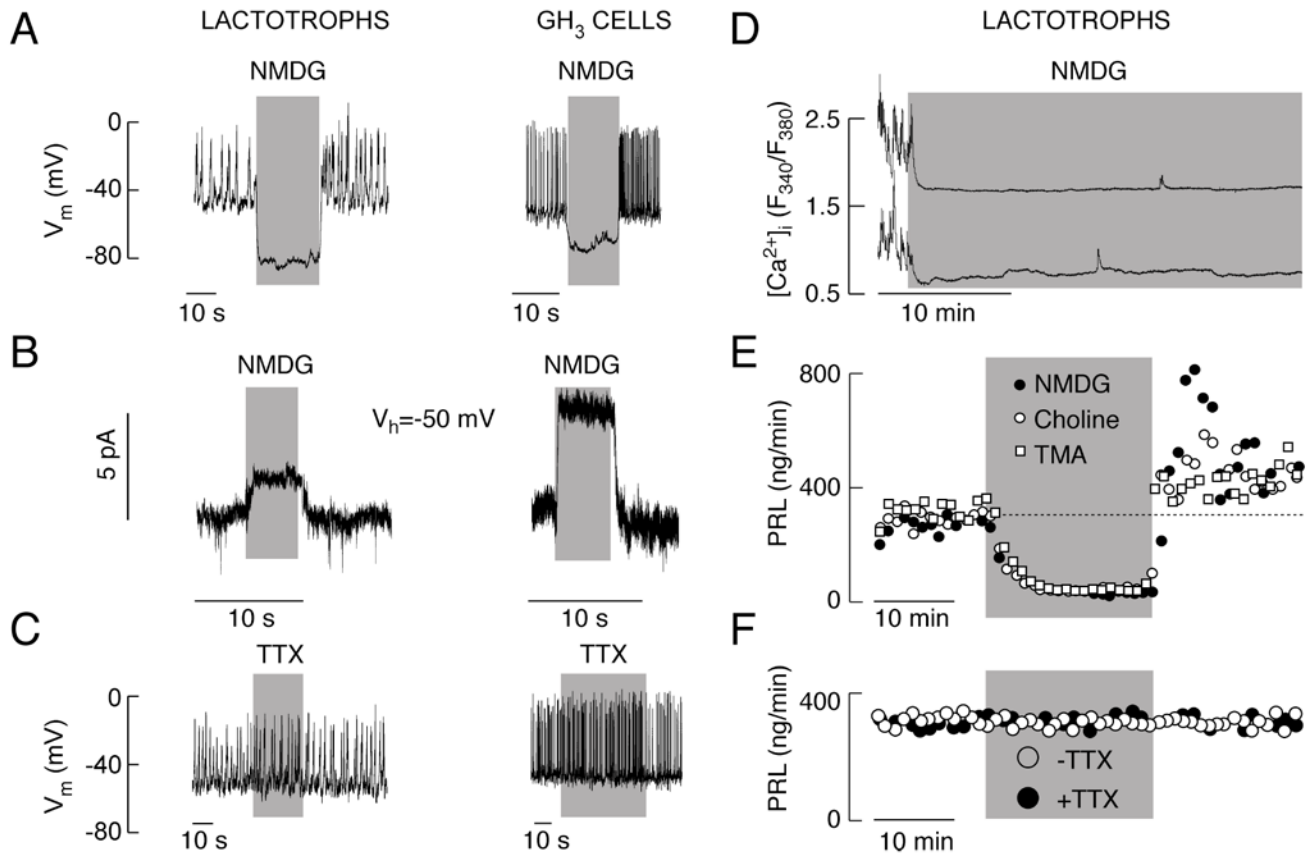 A
LACTOTROPHS
GH3 CELLS
NMDG
NMDG
Vm (mV)
0
-40
-80
10 s
10 s
B
NMDG
NMDG
Vh=-50 mV
5 pA
10 s
10 s
C
TTX
TTX
Vm (mV)
0
-40
-80
10 s
10 s
D
LACTOTROPHS
NMDG
[Ca2+]i (F340/F380)
2.5
1.5
0.5
10 min
E
PRL (ng/min)
800
400
0
NMDG
Choline
TMA
10 min
F
PRL (ng/min)
400
0
-TTX
+TTX
10 min